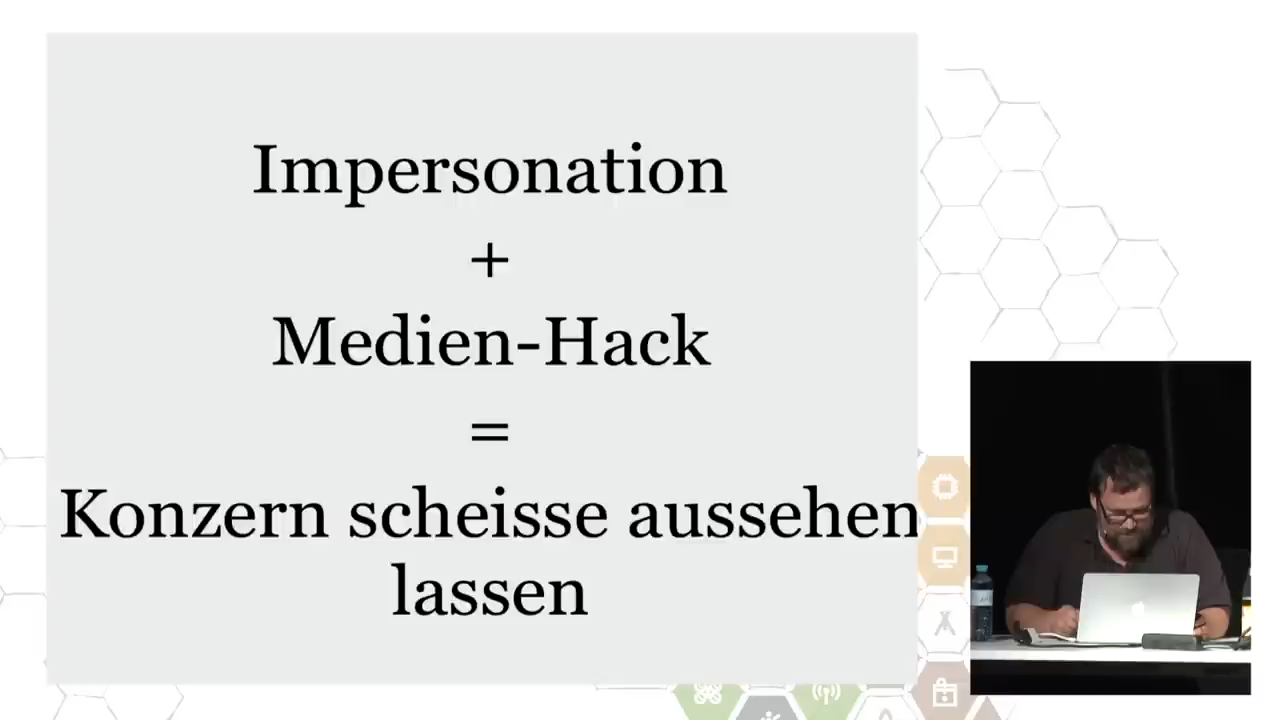 Impersonation
+
Medien-Hack
=
Konzern scheisse aussehen
lassen